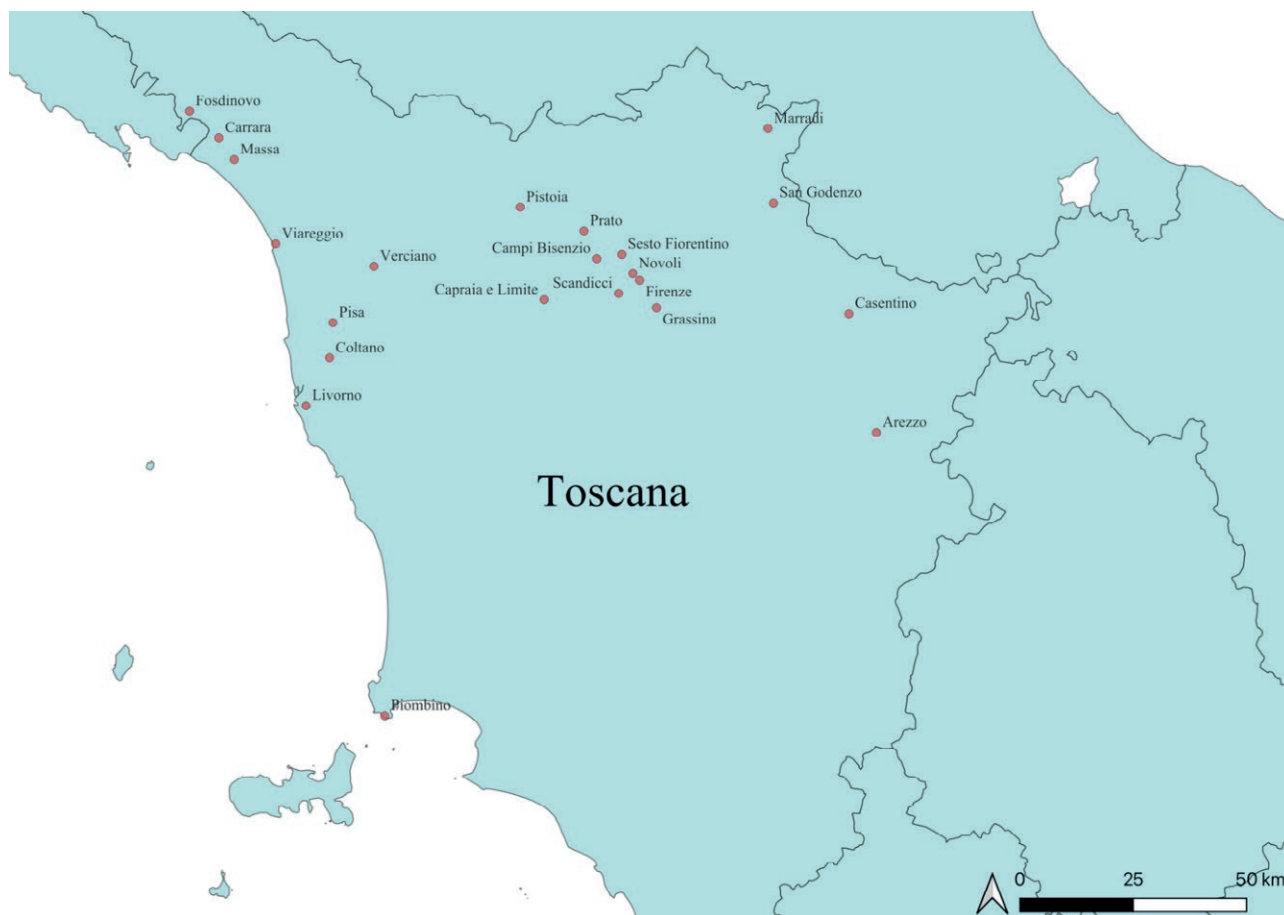 Fosdinovo
Carrara
Massa
Marradi
Pistoia
San Godenzo
Prato
Viareggio
Campi Bisenzio
Sesto Fiorentino
Verciano
Novoli
Capraia e Limite
Scandicci
Firenze
Grassina
Casentino
Pisa
Coltano
Livorno
Arezzo
Toscana
Piombino
0 25 50 km